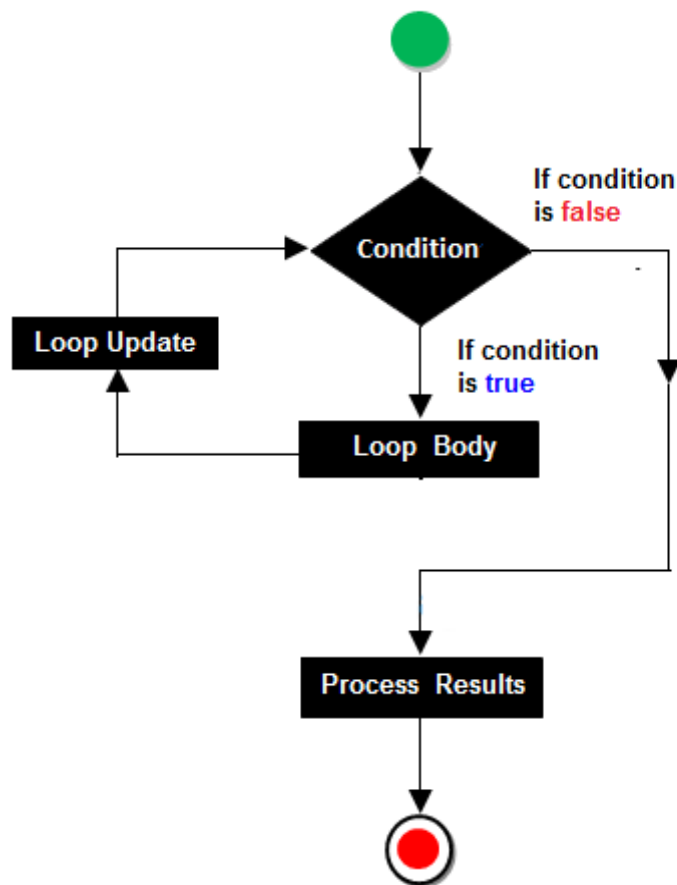 If condition
is false
Condition
Loop Update
If condition
is true
Loop Body
Process Results